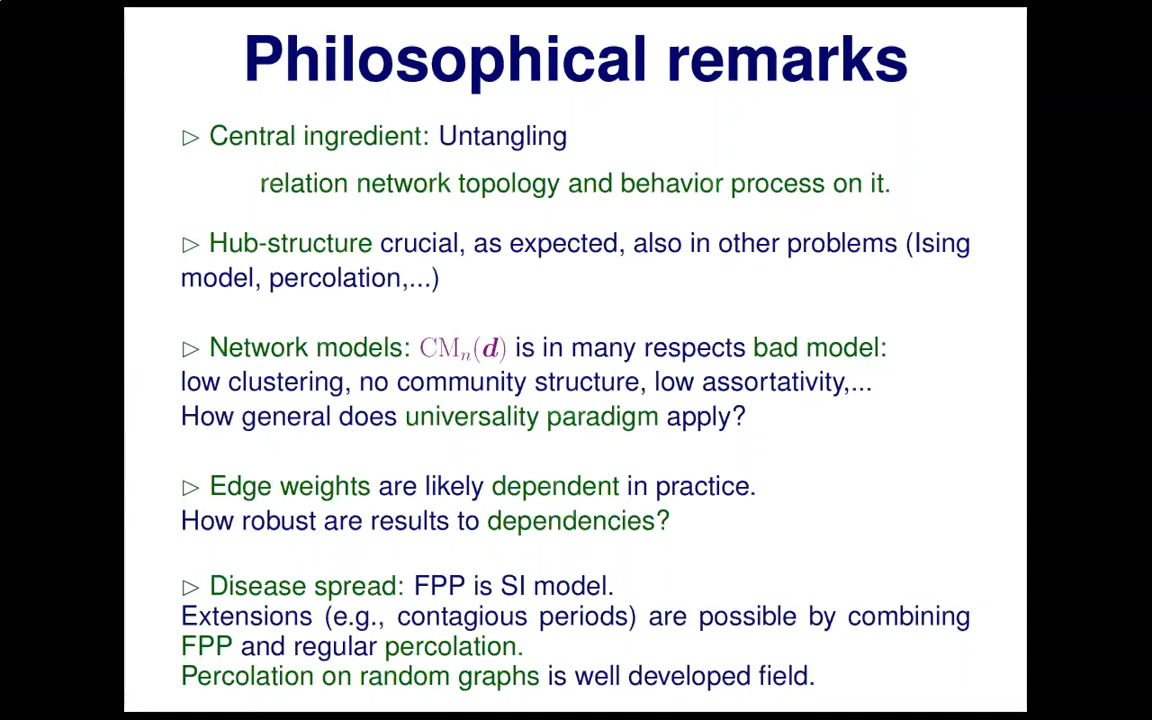 Philosophical remarks
▷ Central ingredient: Untangling
relation network topology and behavior process on it.
▷ Hub-structure crucial, as expected, also in other problems (Ising
model, percolation,...)
▷ Network models: CMₙ(d) is in many respects bad model:
low clustering, no community structure, low assortativity,...
How general does universality paradigm apply?
▷ Edge weights are likely dependent in practice.
How robust are results to dependencies?
▷ Disease spread: FPP is SI model.
Extensions (e.g., contagious periods) are possible by combining
FPP and regular percolation.
Percolation on random graphs is well developed field.